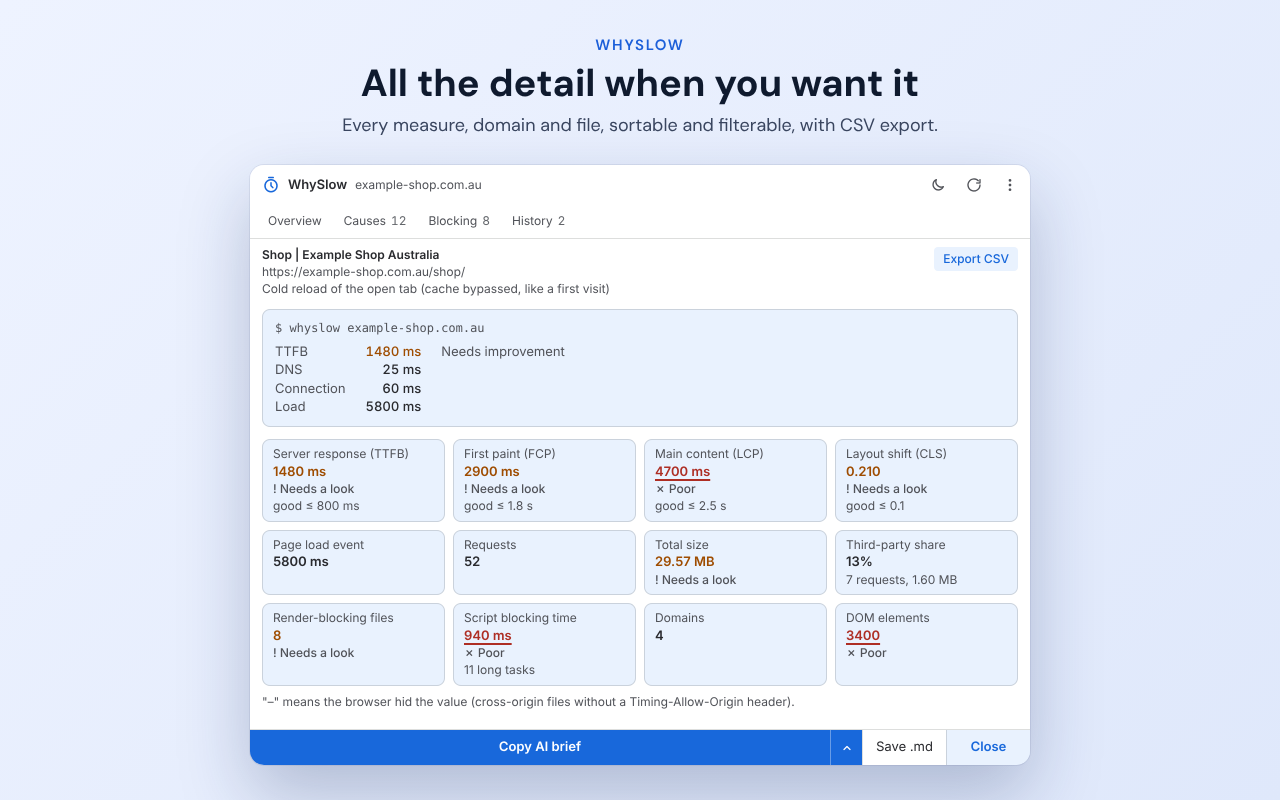 WHYSLOW
All the detail when you want it
Every measure, domain and file, sortable and filterable, with CSV export.
WhySlow example-shop.com.au
Overview Causes 12 Blocking 8 History 2
Shop | Example Shop Australia
Export CSV
https://example-shop.com.au/shop/
Cold reload of the open tab (cache bypassed, like a first visit)
$ whyslow example-shop.com.au
TTFB 1480 ms Needs improvement
DNS 25 ms
Connection 60 ms
Load 5800 ms
Server response (TTFB)
1480 ms
! Needs a look
good ≤ 800 ms
First paint (FCP)
2900 ms
! Needs a look
good ≤ 1.8 s
Main content (LCP)
4700 ms
× Poor
good ≤ 2.5 s
Layout shift (CLS)
0.210
! Needs a look
good ≤ 0.1
Page load event
5800 ms
Requests
52
Total size
29.57 MB
! Needs a look
Third-party share
13%
7 requests, 1.60 MB
Render-blocking files
8
! Needs a look
Script blocking time
940 ms
× Poor
11 long tasks
Domains
4
DOM elements
3400
× Poor
"–" means the browser hid the value (cross-origin files without a Timing-Allow-Origin header).
Copy AI brief Save .md Close